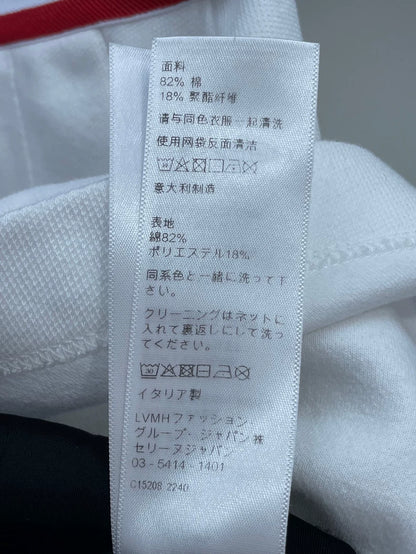 面料
82% 棉
18% 聚酯纤维
请与同色衣服一起清洗
使用网袋反面清洁
意大利制造
表地
綿82%
ポリエステル18%
同系色と一緒に洗って下
さい。
クリーニングはネットに
入れて裏返しにして洗っ
てください。
イタリア製
LVMHファッション
グループ・ジャパン㈱
セリーヌジャパン
03 - 5414 - 1401
C15208 2240